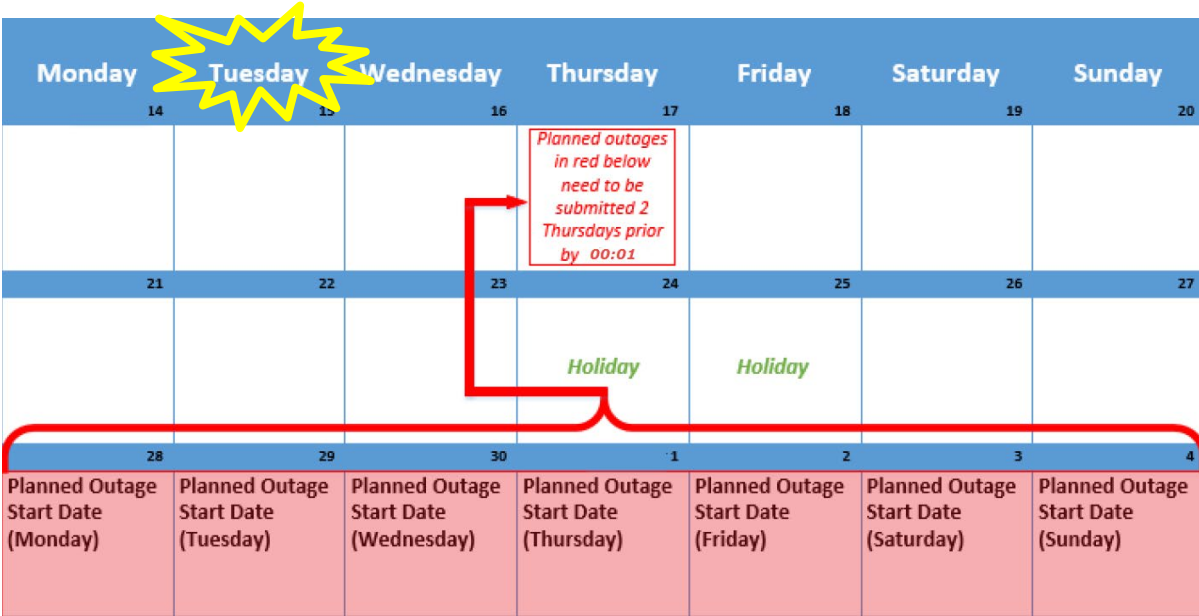 Monday Tuesday Wednesday Thursday Friday Saturday Sunday
14 15 16 17 18 19 20
Planned outages
in red below
need to be
submitted 2
Thursdays prior
by 00:01
21 22 23 24 25 26 27
Holiday Holiday
28 29 30 1 2 3 4
Planned Outage Planned Outage Planned Outage Planned Outage Planned Outage Planned Outage Planned Outage
Start Date Start Date Start Date Start Date Start Date Start Date Start Date
(Monday) (Tuesday) (Wednesday) (Thursday) (Friday) (Saturday) (Sunday)